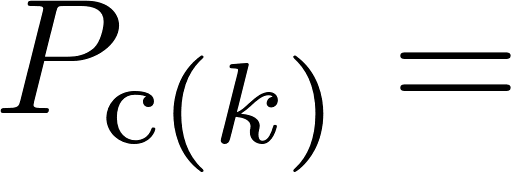 P_{c(k)} =